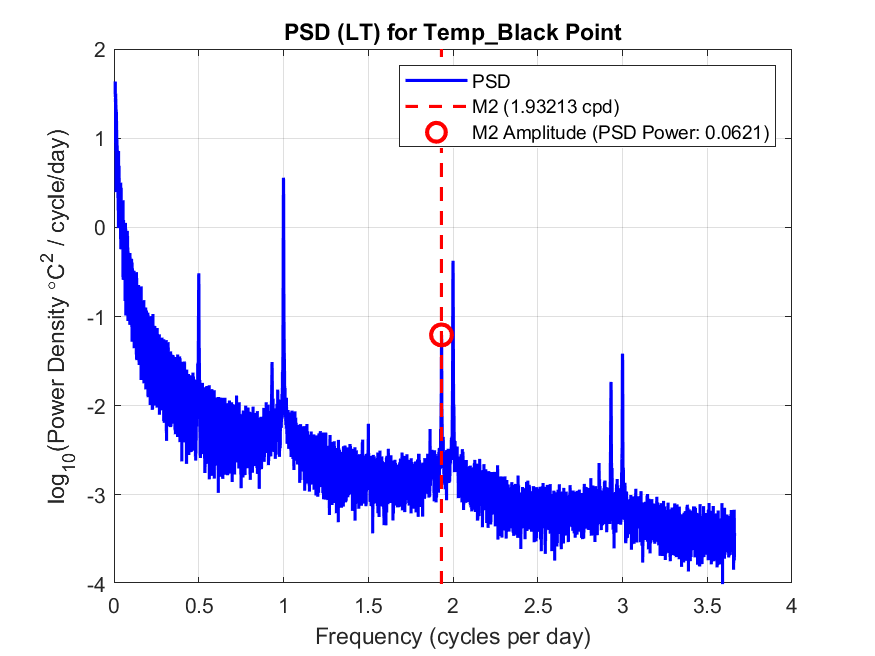 PSD (LT) for Temp_Black Point
PSD
M2 (1.93213 cpd)
M2 Amplitude (PSD Power: 0.0621)
log10(Power Density °C2 / cycle/day)
2
1
0
-1
-2
-3
-4
0 0.5 1 1.5 2 2.5 3 3.5 4
Frequency (cycles per day)